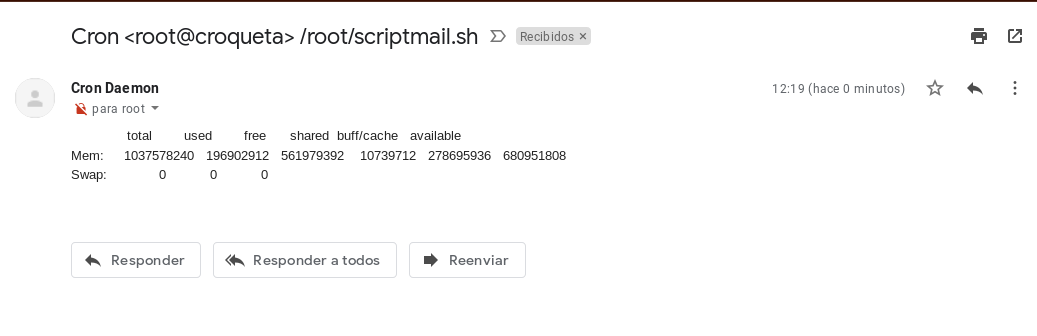 Cron <root@croqueta> /root/scriptmail.sh Recibidos ×
Cron Daemon 12:19 (hace 0 minutos)
para root
total used free shared buff/cache available
Mem: 1037578240 196902912 561979392 10739712 278695936 680951808
Swap: 0 0 0
Responder Responder a todos Reenviar